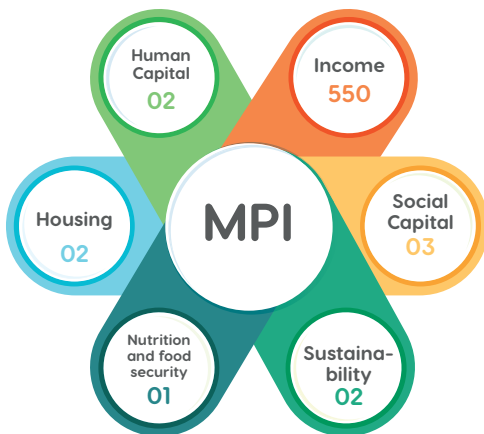 Human
Capital
02
Income
550
Housing
02
MPI
Social
Capital
03
Nutrition
and food
security
01
Sustaina-
bility
02